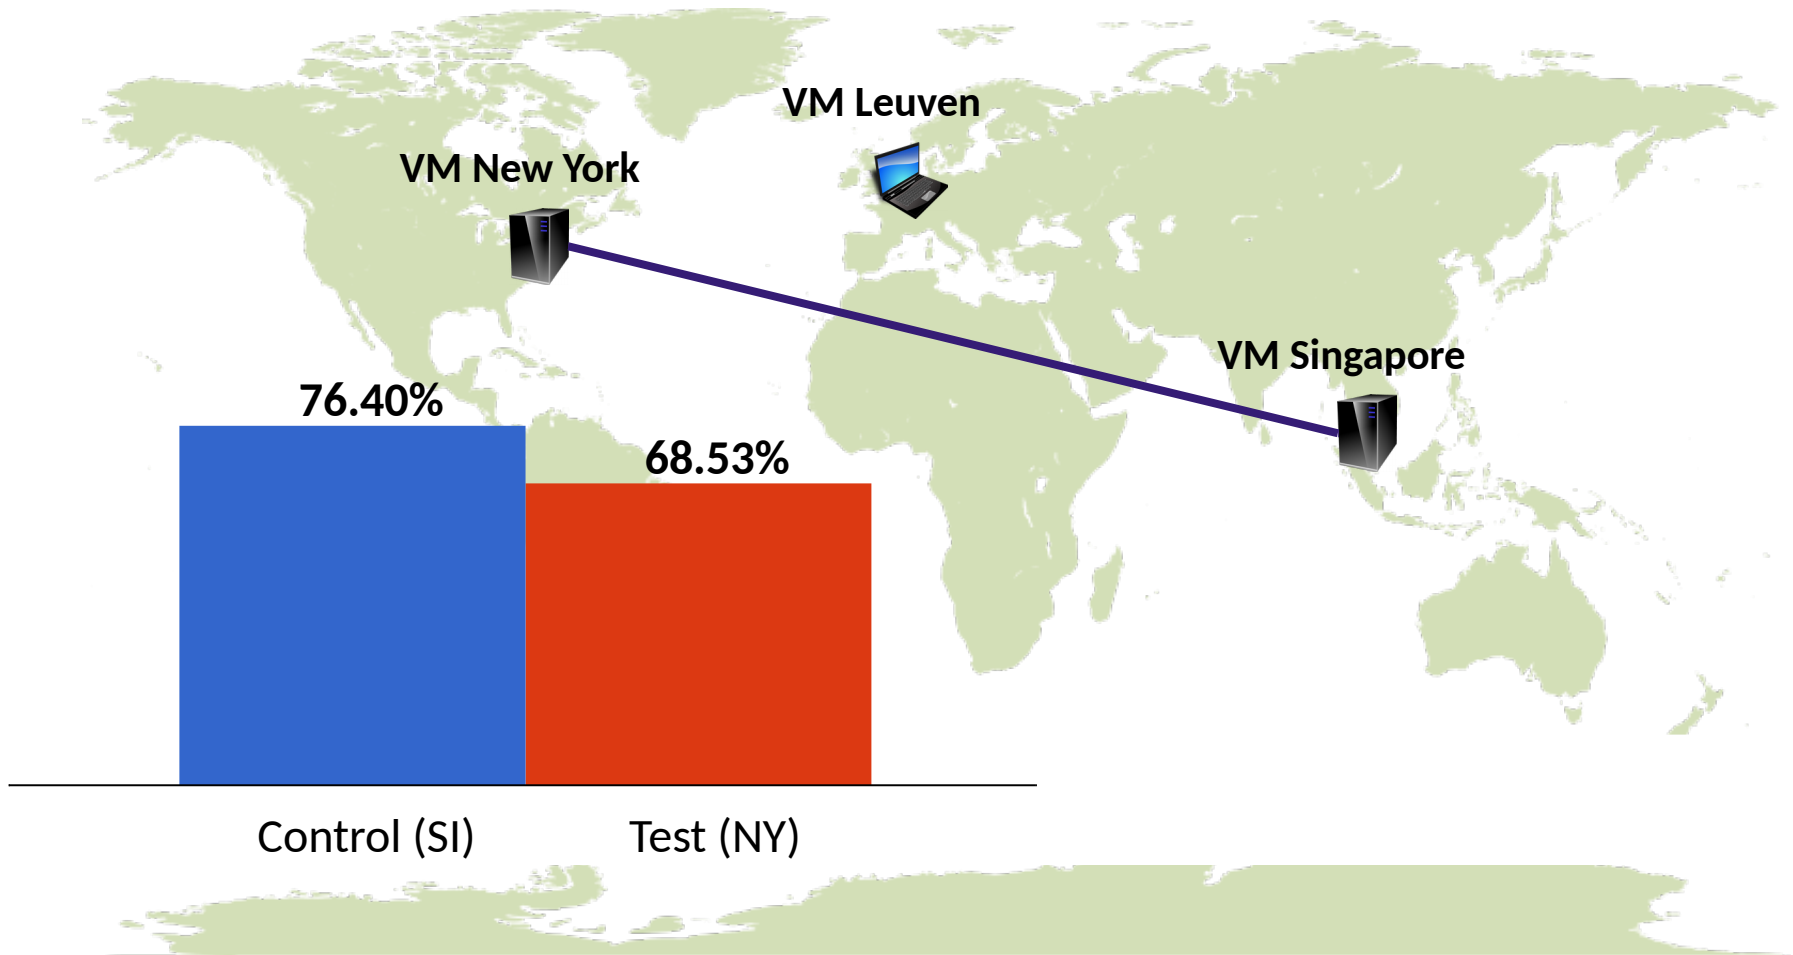 VM Leuven
VM New York
VM Singapore
76.40%
68.53%
Control (SI)
Test (NY)